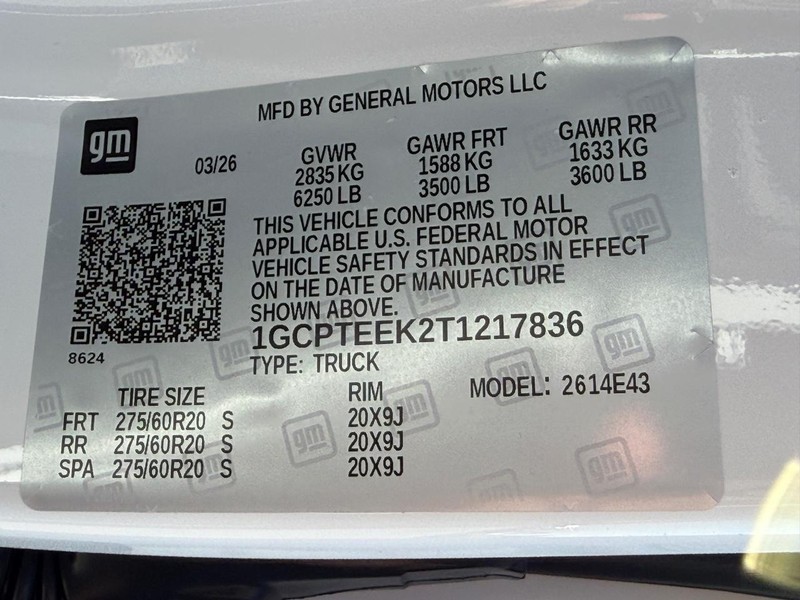 MFD BY GENERAL MOTORS LLC
gm
03/26
GVWR GAWR FRT GAWR RR
2835 KG 1588 KG 1633 KG
6250 LB 3500 LB 3600 LB
THIS VEHICLE CONFORMS TO ALL
APPLICABLE U.S. FEDERAL MOTOR
VEHICLE SAFETY STANDARDS IN EFFECT
ON THE DATE OF MANUFACTURE
SHOWN ABOVE.
1GCPTEEK2T1217836
8624
TYPE: TRUCK
TIRE SIZE RIM MODEL: 2614E43
FRT 275/60R20 S 20X9J
RR 275/60R20 S 20X9J
SPA 275/60R20 S 20X9J